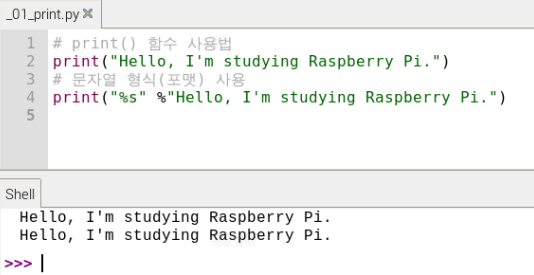 _01_print.py
1 # print() 함수 사용법
2 print("Hello, I'm studying Raspberry Pi.")
3 # 문자열 형식(포맷) 사용
4 print("%s" %"Hello, I'm studying Raspberry Pi.")
5
Shell
Hello, I'm studying Raspberry Pi.
Hello, I'm studying Raspberry Pi.
>>>